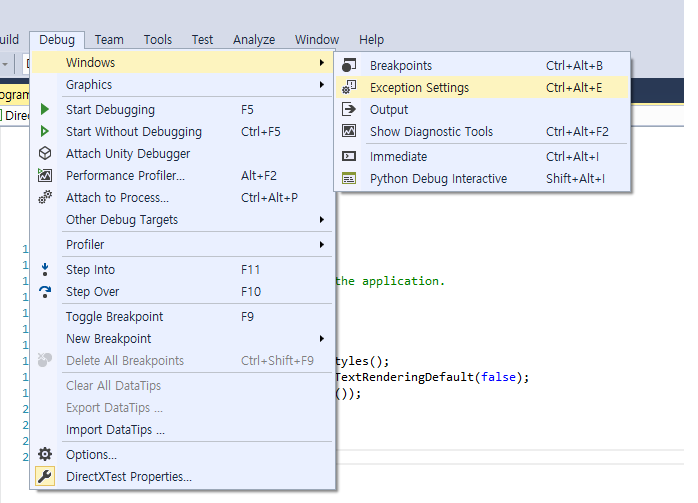 uild Debug Team Tools Test Analyze Window Help
Windows
Graphics
Start Debugging F5
Start Without Debugging Ctrl+F5
Attach Unity Debugger
Performance Profiler... Alt+F2
Attach to Process... Ctrl+Alt+P
Other Debug Targets
Profiler
Step Into F11
Step Over F10
Toggle Breakpoint F9
New Breakpoint
Delete All Breakpoints Ctrl+Shift+F9
Clear All DataTips
Export DataTips ...
Import DataTips ...
Options...
DirectXTest Properties...
Breakpoints Ctrl+Alt+B
Exception Settings Ctrl+Alt+E
Output
Show Diagnostic Tools Ctrl+Alt+F2
Immediate Ctrl+Alt+I
Python Debug Interactive Shift+Alt+I
ogram
Dire
the application.
tyles();
TextRenderingDefault(false);
());